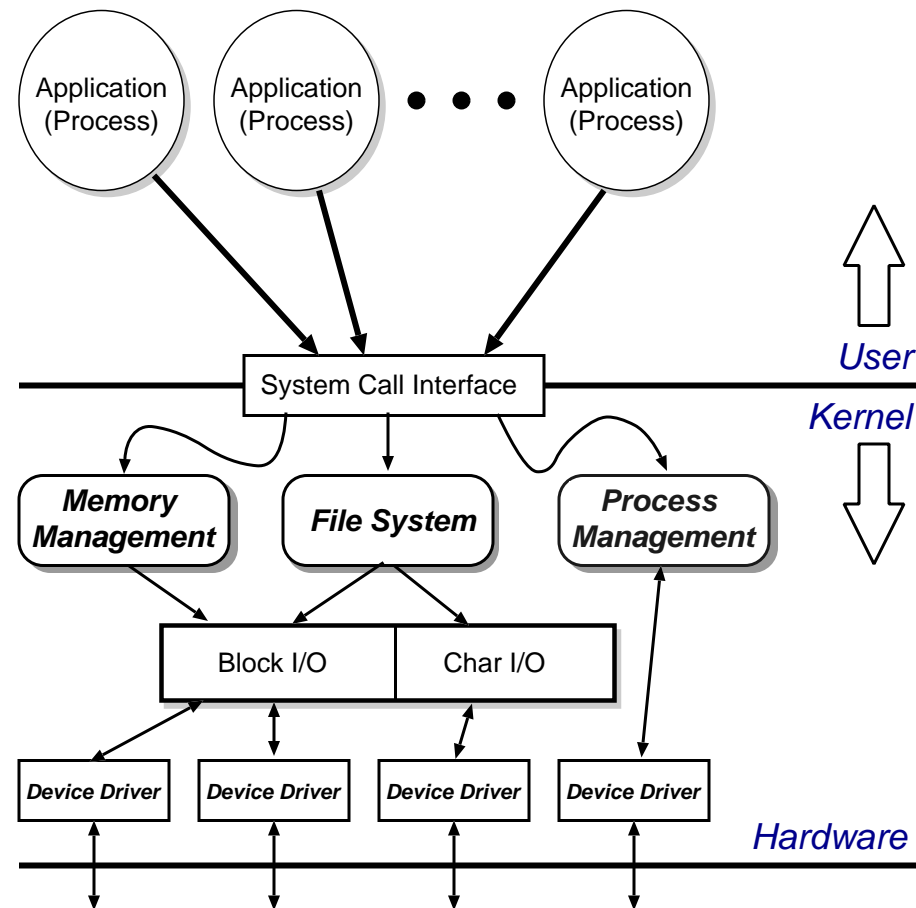 Application
(Process)
Application
(Process)
Application
(Process)
User
System Call Interface
Kernel
Memory
Management
File System
Process
Management
Block I/O
Char I/O
Device Driver
Device Driver
Device Driver
Device Driver
Hardware